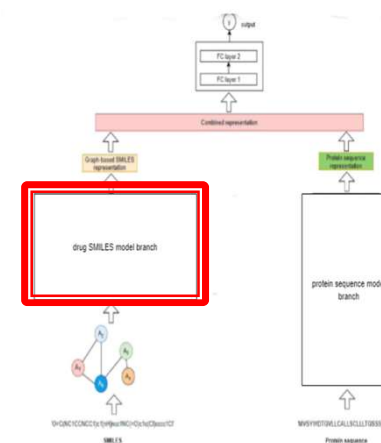 output
FC layer 2
FC layer 1
Combined representation
Graph-based SMILES
representation
Protein sequence
representation
drug SMILES model branch
protein sequence mode
branch
A
A
A
A
A
SMILES
Protein sequence